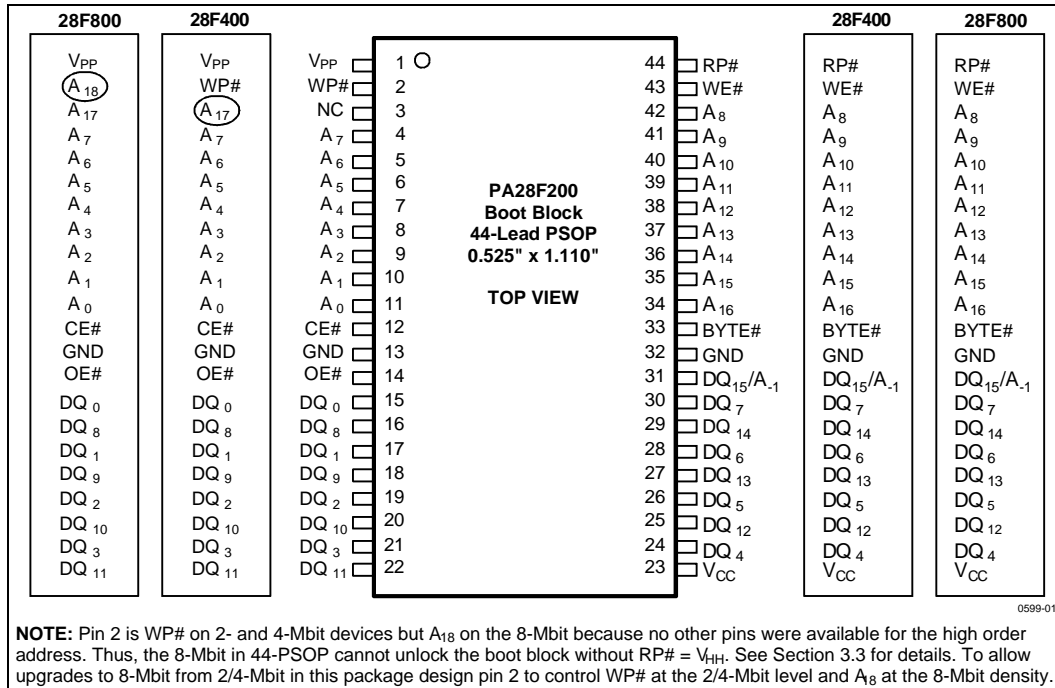 28F800 28F400 28F400 28F800
VPP VPP VPP 1 44 RP# RP# RP#
A18 WP# WP# 2 43 WE# WE# WE#
A17 A17 NC 3 42 A8 A8 A8
A7 A7 A7 4 41 A9 A9 A9
A6 A6 A6 5 40 A10 A10 A10
A5 A5 A5 6 39 A11 A11 A11
A4 A4 A4 7 38 A12 A12 A12
A3 A3 A3 8 37 A13 A13 A13
A2 A2 A2 9 36 A14 A14 A14
A1 A1 A1 10 35 A15 A15 A15
A0 A0 A0 11 34 A16 A16 A16
CE# CE# CE# 12 33 BYTE# BYTE# BYTE#
GND GND GND 13 32 GND GND GND
OE# OE# OE# 14 31 DQ15/A-1 DQ15/A-1 DQ15/A-1
DQ0 DQ0 DQ0 15 30 DQ7 DQ7 DQ7
DQ8 DQ8 DQ8 16 29 DQ14 DQ14 DQ14
DQ1 DQ1 DQ1 17 28 DQ6 DQ6 DQ6
DQ9 DQ9 DQ9 18 27 DQ13 DQ13 DQ13
DQ2 DQ2 DQ2 19 26 DQ5 DQ5 DQ5
DQ10 DQ10 DQ10 20 25 DQ12 DQ12 DQ12
DQ3 DQ3 DQ3 21 24 DQ4 DQ4 DQ4
DQ11 DQ11 DQ11 22 23 VCC VCC VCC
PA28F200
Boot Block
44-Lead PSOP
0.525" x 1.110"
TOP VIEW
0599-01
NOTE: Pin 2 is WP# on 2- and 4-Mbit devices but A18 on the 8-Mbit because no other pins were available for the high order
address. Thus, the 8-Mbit in 44-PSOP cannot unlock the boot block without RP# = VHH. See Section 3.3 for details. To allow
upgrades to 8-Mbit from 2/4-Mbit in this package design pin 2 to control WP# at the 2/4-Mbit level and A18 at the 8-Mbit density.